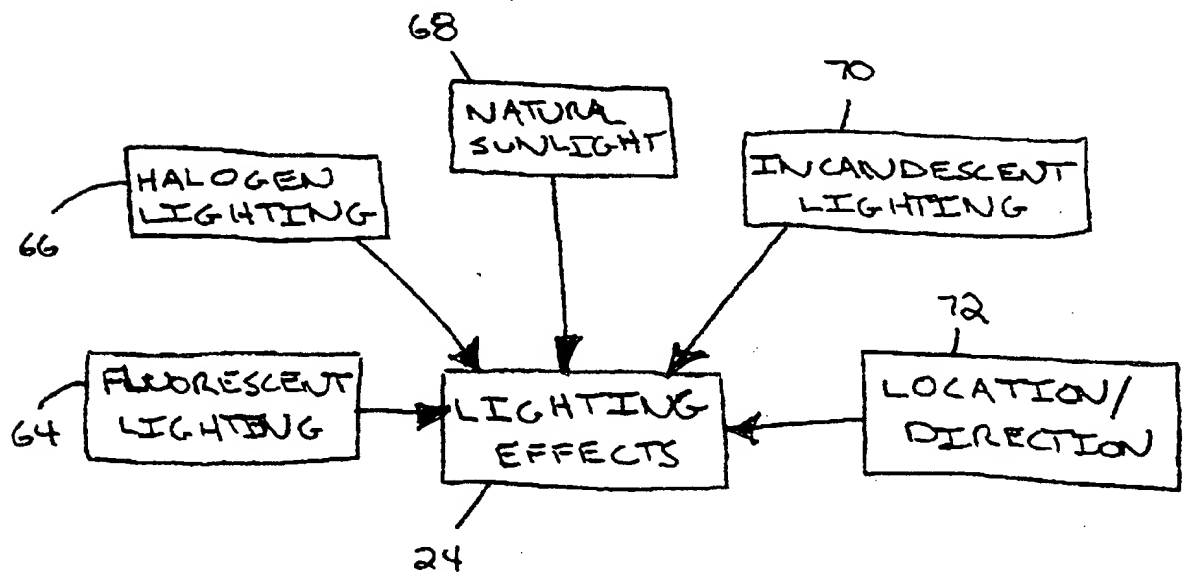 68
NATURAL
SUNLIGHT
70
INCANDESCENT
LIGHTING
HALOGEN
LIGHTING
66
72
LOCATION/
DIRECTION
FLUORESCENT
LIGHTING
64
LIGHTING
EFFECTS
24